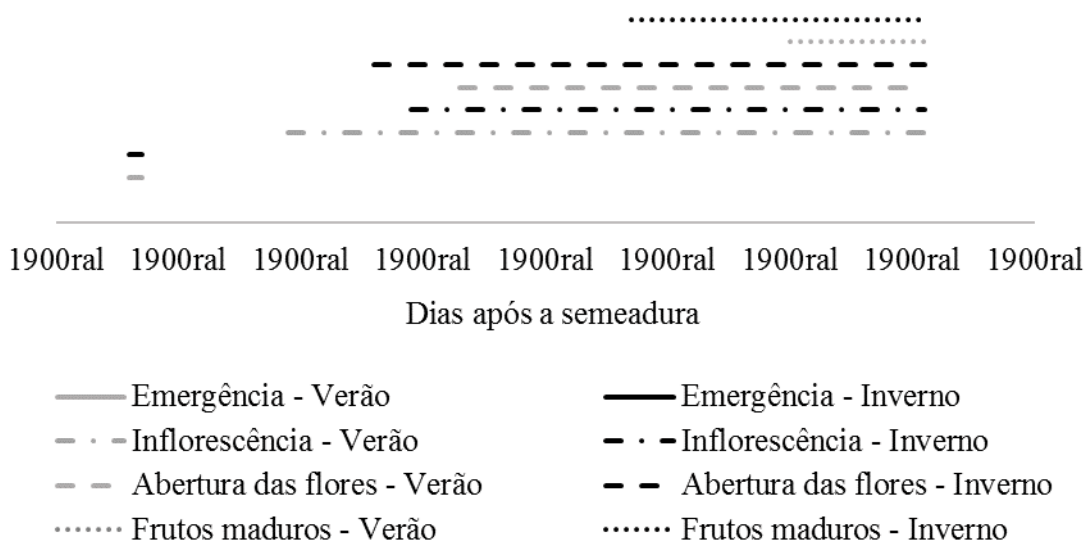 1900ral 1900ral 1900ral 1900ral 1900ral 1900ral 1900ral 1900ral 1900ral
Dias após a semeadura
Emergência - Verão Emergência - Inverno
Inflorescência - Verão Inflorescência - Inverno
Abertura das flores - Verão Abertura das flores - Inverno
Frutos maduros - Verão Frutos maduros - Inverno